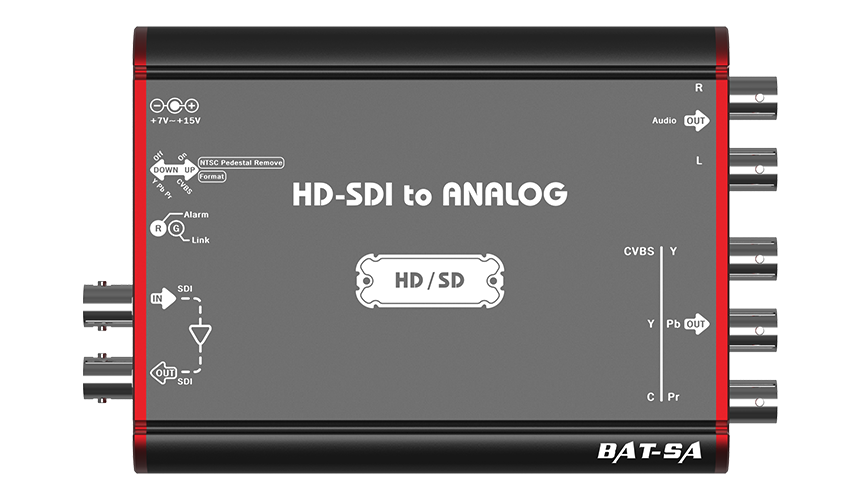 +7V~+15V
Off On
DOWN UP
Y Pb Pr CVBS
NTSC Pedestal Remove
Format
R G
Alarm
Link
SDI
IN
OUT
SDI
HD-SDI to ANALOG
HD / SD
R
Audio OUT
L
CVBS Y
Y Pb OUT
C Pr
BAT-SA